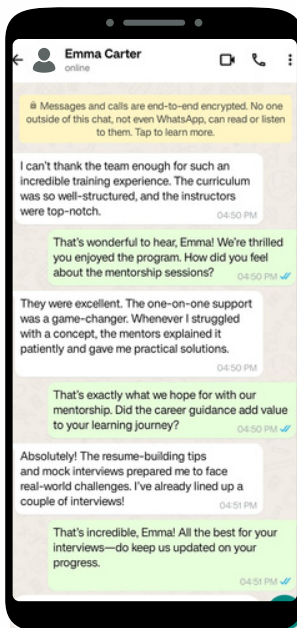 Emma Carter
online
Messages and calls are end-to-end encrypted. No one
outside of this chat, not even WhatsApp, can read or listen
to them. Tap to learn more.
I can't thank the team enough for such an
incredible training experience. The curriculum
was so well-structured, and the instructors
were top-notch.
04:50 PM
That's wonderful to hear, Emma! We're thrilled
you enjoyed the program. How did you feel
about the mentorship sessions?
04:50 PM
They were excellent. The one-on-one support
was a game-changer. Whenever I struggled
with a concept, the mentors explained it
patiently and gave me practical solutions.
04:50 PM
That's exactly what we hope for with our
mentorship. Did the career guidance add value
to your learning journey?
04:50 PM
Absolutely! The resume-building tips
and mock interviews prepared me to face
real-world challenges. I've already lined up a
couple of interviews!
04:51 PM
That's incredible, Emma! All the best for your
interviews—do keep us updated on your
progress.
04:51 PM